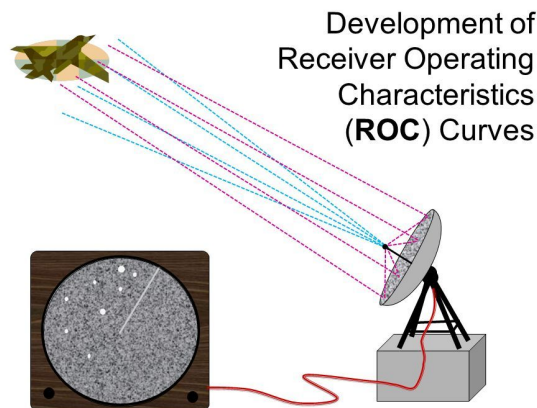 Development of
Receiver Operating
Characteristics
(ROC) Curves